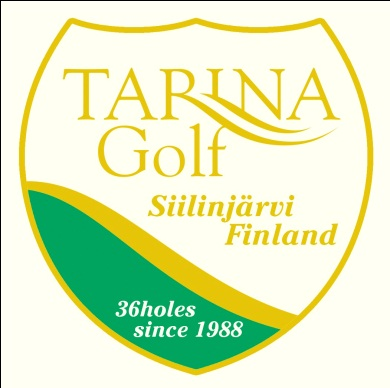 TARINA
Golf
Siilinjärvi
Finland
36holes
since 1988